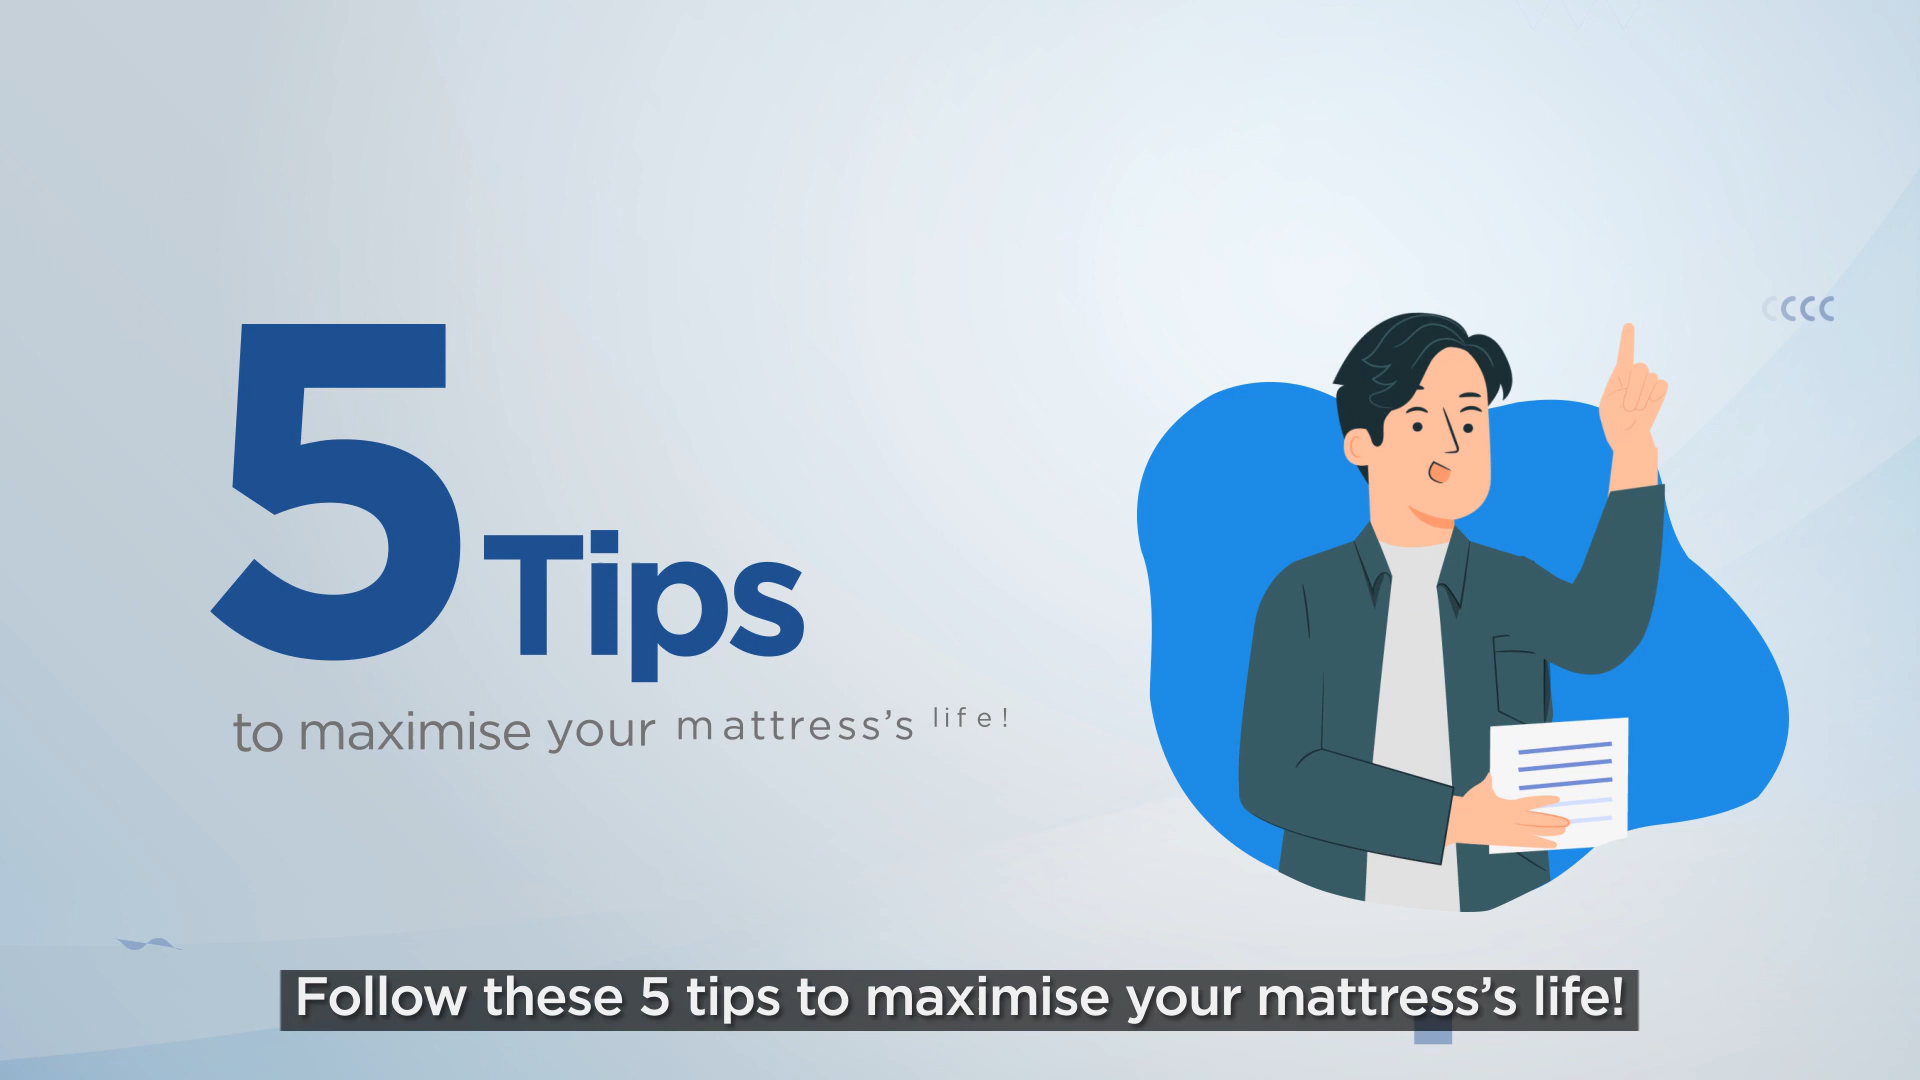 5 Tips
to maximise your mattress’s life!
Follow these 5 tips to maximise your mattress’s life!